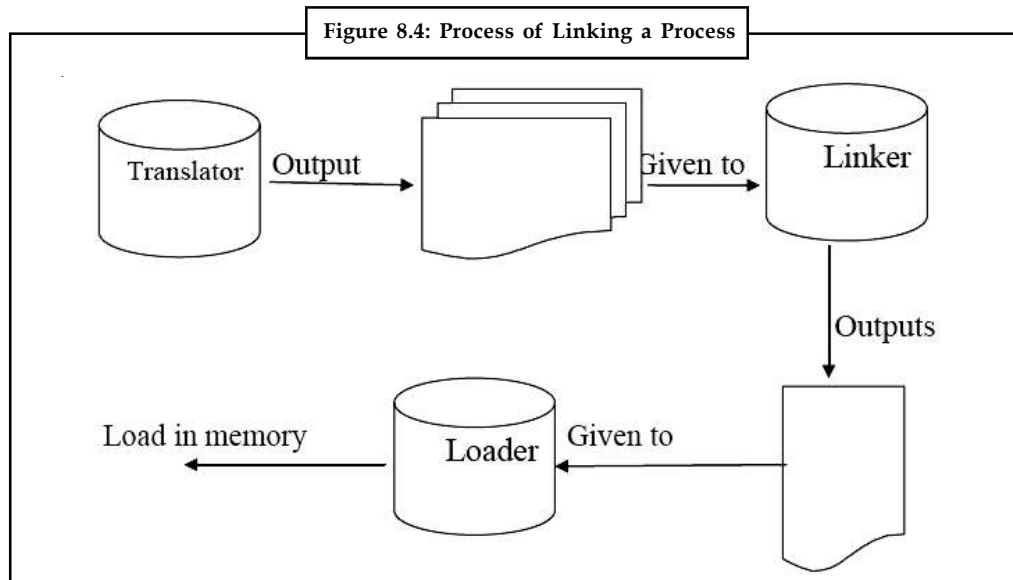 Figure 8.4: Process of Linking a Process
Translator
Output
Given to
Linker
Outputs
Load in memory
Loader
Given to